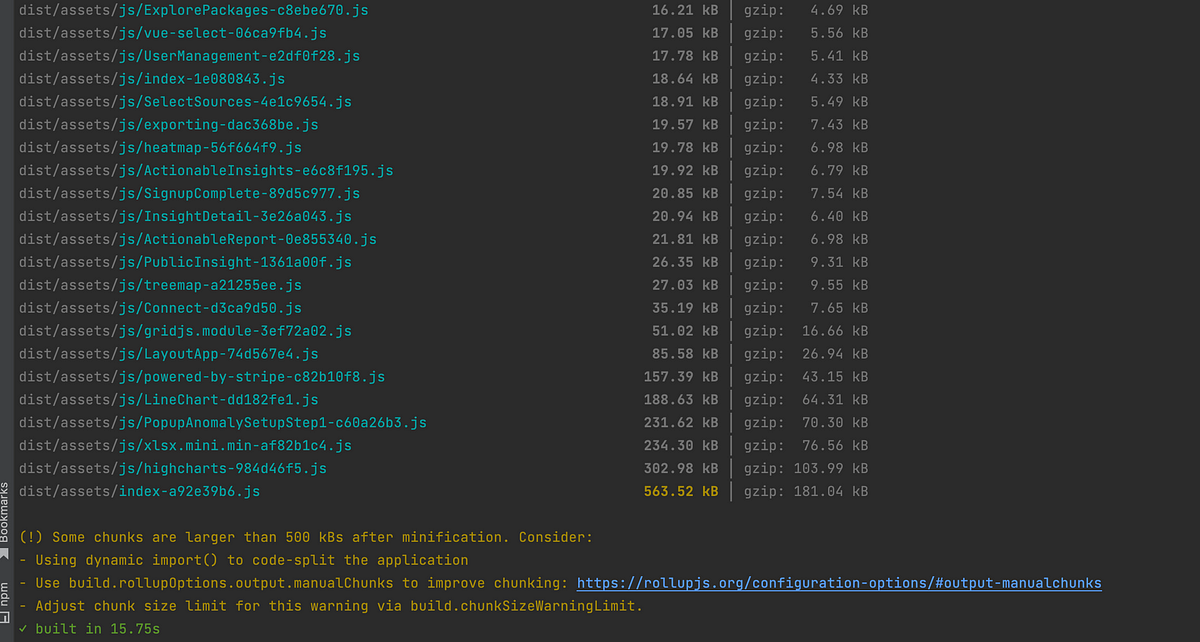 dist/assets/js/ExplorePackages-c8ebe670.js 16.21 kB │ gzip: 4.69 kB
dist/assets/js/vue-select-06ca9fb4.js 17.05 kB │ gzip: 5.56 kB
dist/assets/js/UserManagement-e2df0f28.js 17.78 kB │ gzip: 5.41 kB
dist/assets/js/index-1e080843.js 18.64 kB │ gzip: 4.33 kB
dist/assets/js/SelectSources-4e1c9654.js 18.91 kB │ gzip: 5.49 kB
dist/assets/js/exporting-dac368be.js 19.57 kB │ gzip: 7.43 kB
dist/assets/js/heatmap-56f664f9.js 19.78 kB │ gzip: 6.98 kB
dist/assets/js/ActionableInsights-e6c8f195.js 19.92 kB │ gzip: 6.79 kB
dist/assets/js/SignupComplete-89d5c977.js 20.85 kB │ gzip: 7.54 kB
dist/assets/js/InsightDetail-3e26a043.js 20.94 kB │ gzip: 6.40 kB
dist/assets/js/ActionableReport-0e855340.js 21.81 kB │ gzip: 6.98 kB
dist/assets/js/PublicInsight-1361a00f.js 26.35 kB │ gzip: 9.31 kB
dist/assets/js/treemap-a21255ee.js 27.03 kB │ gzip: 9.55 kB
dist/assets/js/Connect-d3ca9d50.js 35.19 kB │ gzip: 7.65 kB
dist/assets/js/gridjs.module-3ef72a02.js 51.02 kB │ gzip: 16.66 kB
dist/assets/js/LayoutApp-74d567e4.js 85.58 kB │ gzip: 26.94 kB
dist/assets/js/powered-by-stripe-c82b10f8.js 157.39 kB │ gzip: 43.15 kB
dist/assets/js/LineChart-dd182fe1.js 188.63 kB │ gzip: 64.31 kB
dist/assets/js/PopupAnomalySetupStep1-c60a26b3.js 231.62 kB │ gzip: 70.30 kB
dist/assets/js/xlsx.mini.min-af82b1c4.js 234.30 kB │ gzip: 76.56 kB
dist/assets/js/highcharts-984d46f5.js 302.98 kB │ gzip: 103.99 kB
dist/assets/index-a92e39b6.js 563.52 kB │ gzip: 181.04 kB
(!) Some chunks are larger than 500 kBs after minification. Consider:
- Using dynamic import() to code-split the application
- Use build.rollupOptions.output.manualChunks to improve chunking: https://rollupjs.org/configuration-options/#output-manualchunks
- Adjust chunk size limit for this warning via build.chunkSizeWarningLimit.
✓ built in 15.75s
Bookmarks
npm